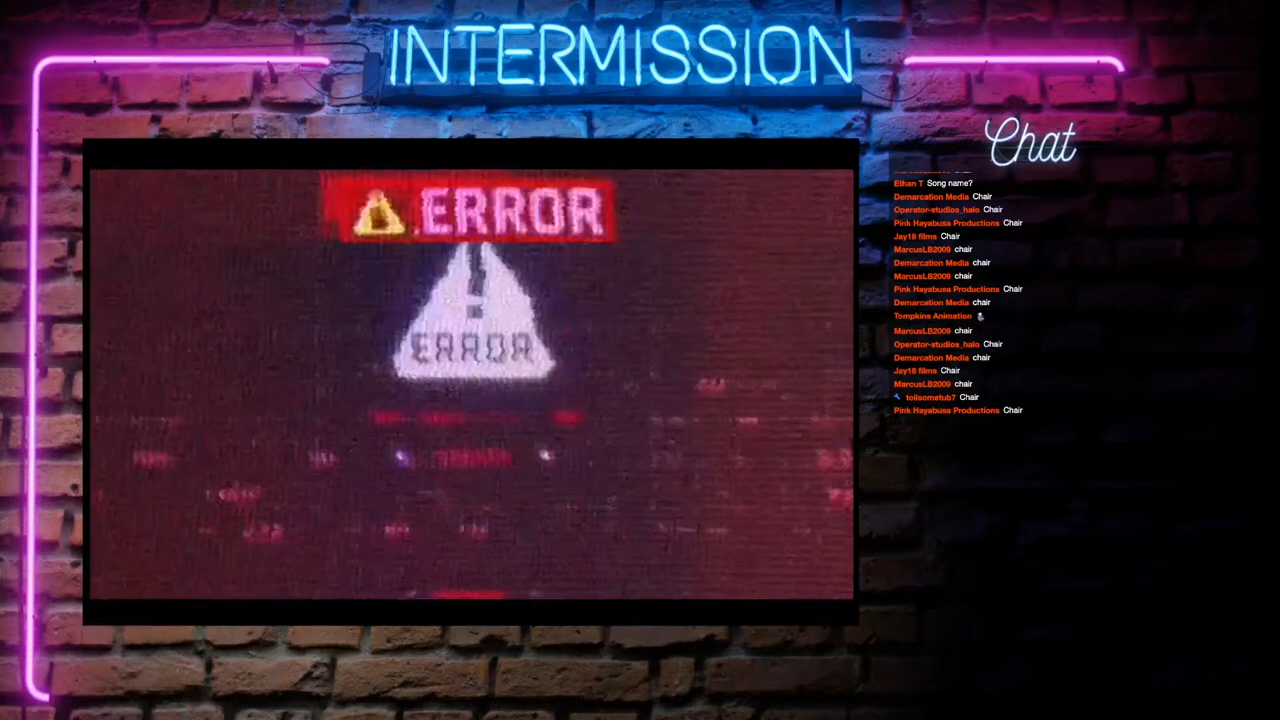 INTERMISSION
Chat
Ethan T Song name?
Demarcation Media Chair
Operator-studios_halo Chair
Pink Hayabusa Productions Chair
Jay18 films Chair
MarcusLB2009 chair
Demarcation Media chair
MarcusLB2009 chair
Pink Hayabusa Productions Chair
Demarcation Media chair
Tompkins Animation
MarcusLB2009 chair
Operator-studios_halo Chair
Demarcation Media chair
Jay18 films Chair
MarcusLB2009 chair
toilsometub7 Chair
Pink Hayabusa Productions Chair
.ERROR
ERROR